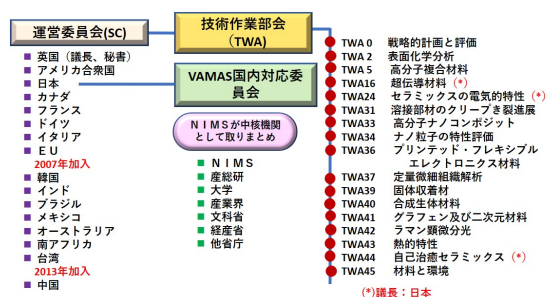 運営委員会(SC)
英国（議長、秘書）
アメリカ合衆国
日本
カナダ
フランス
ドイツ
イタリア
ＥＵ
2007年加入
韓国
インド
ブラジル
メキシコ
オーストラリア
南アフリカ
台湾
2013年加入
中国
技術作業部会
（TWA）
VAMAS国内対応委
員会
ＮＩＭＳが中核機関
として取りまとめ
ＮＩＭＳ
産総研
大学
産業界
文科省
経産省
他省庁
TWA 0 戦略的計画と評価
TWA 2 表面化学分析
TWA 5 高分子複合材料
TWA16 超伝導材料（*）
TWA24 セラミックスの電気的特性（*）
TWA31 溶接部材のクリープき裂進展
TWA33 高分子ナノコンポジット
TWA34 ナノ粒子の特性評価
TWA36 プリンテッド・フレキシブル
エレクトロニクス材料
TWA37 定量微細組織解析
TWA39 固体収着材
TWA40 合成生体材料
TWA41 グラフェン及び二次元材料
TWA42 ラマン顕微分光
TWA43 熱的特性
TWA44 自己治癒セラミックス（*）
TWA45 材料と環境
(*)議長：日本